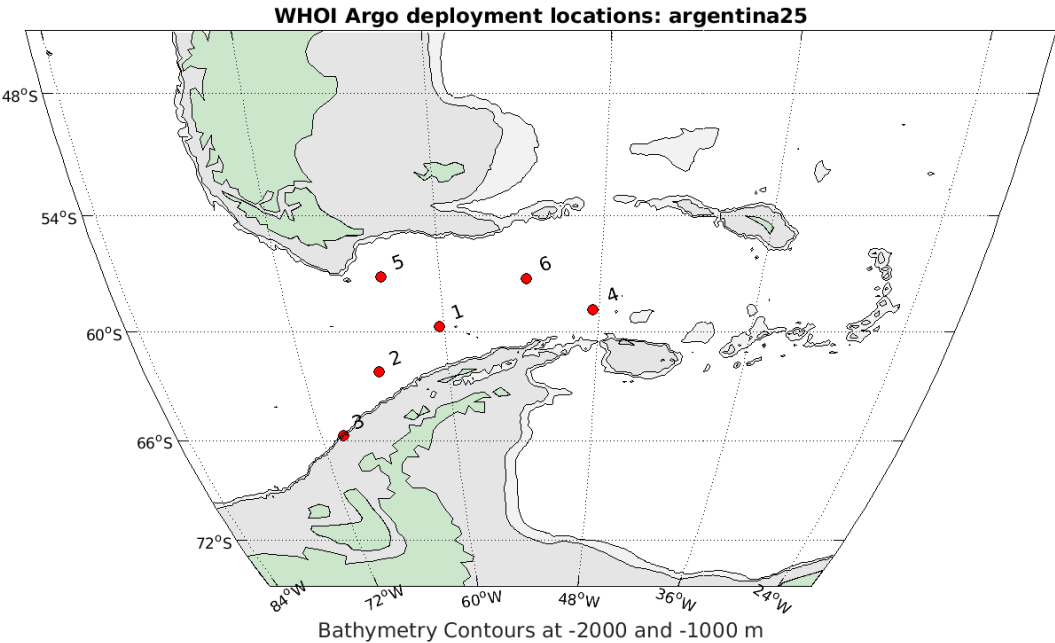 WHOI Argo deployment locations: argentina25
48°S
54°S
5
6
4
1
60°S
2
3
66°S
72°S
84°W
72°W
60°W
48°W
36°W
24°W
Bathymetry Contours at -2000 and -1000 m